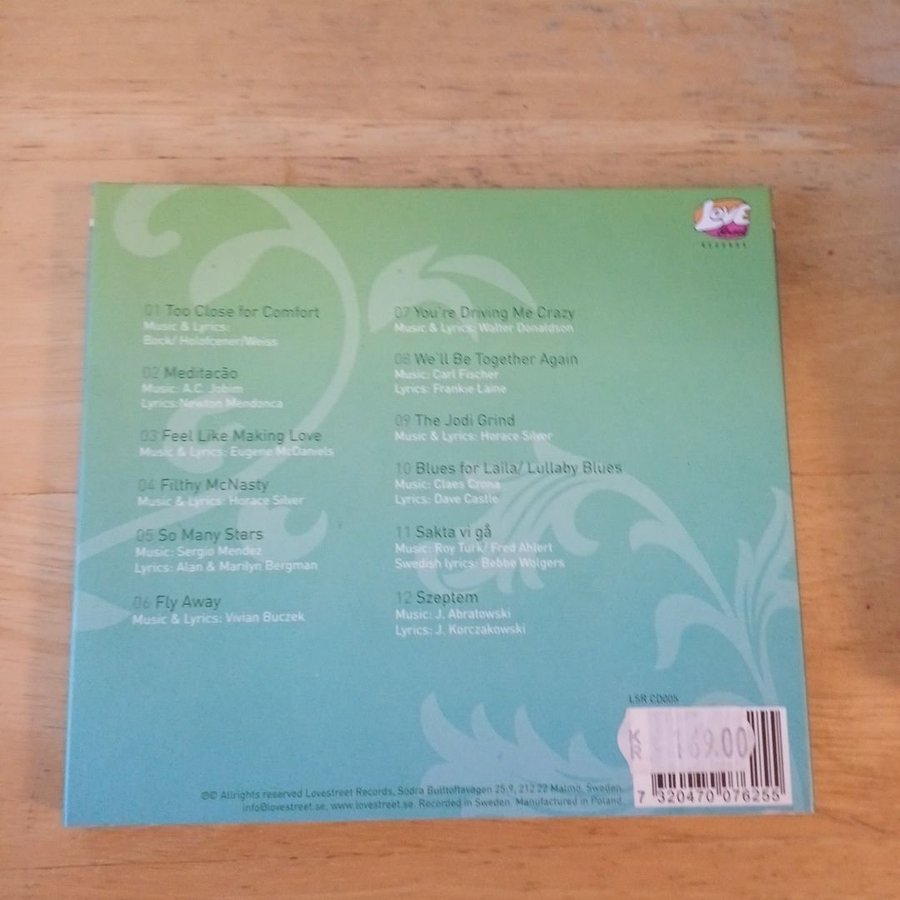 LOVE
Street
RECORDS
01 Too Close for Comfort
Music & Lyrics:
Bock/ Holofcener/Weiss
02 Meditacão
Music: A.C. Jobim
Lyrics:Newton Mendonca
03 Feel Like Making Love
Music & Lyrics: Eugene McDaniels
04 Filthy McNasty
Music & Lyrics: Horace Silver
05 So Many Stars
Music: Sergio Mendez
Lyrics: Alan & Marilyn Bergman
06 Fly Away
Music & Lyrics: Vivian Buczek
07 You're Driving Me Crazy
Music & Lyrics: Walter Donaldson
08 We'll Be Together Again
Music: Carl Fischer
Lyrics: Frankie Laine
09 The Jodi Grind
Music & Lyrics: Horace Silver
10 Blues for Laila/ Lullaby Blues
Music: Claes Crona
Lyrics: Dave Castle
11 Sakta vi gå
Music: Roy Turk/ Fred Ahlert
Swedish lyrics: Bebbe Wolgers
12 Szeptem
Music: J. Abratowski
Lyrics: J. Korczakowski
LSR CD005
KR 169.00
7 320470 076255
℗© Allrights reserved Lovestreet Records, Södra Bulltoftavägen 25:9, 212 22 Malmö, Sweden.
info@lovestreet.se, www.lovestreet.se. Recorded in Sweden. Manufactured in Poland.